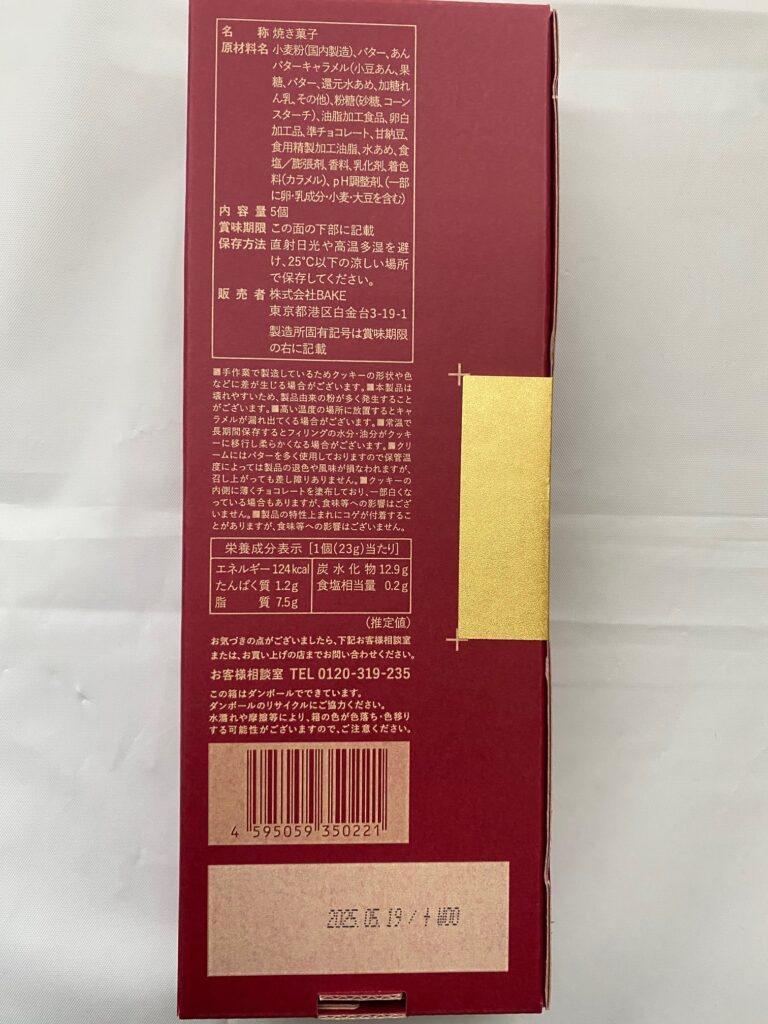 名称 焼き菓子
原材料名 小麦粉(国内製造)、バター、あん
バターキャラメル(小豆あん、果
糖、バター、還元水あめ、加糖れ
ん乳、その他)、粉糖(砂糖、コーン
スターチ)、油脂加工食品、卵白
加工品、準チョコレート、甘納豆、
食用精製加工油脂、水あめ、食
塩/膨張剤、香料、乳化剤、着色
料(カラメル)、pH調整剤、(一部
に卵・乳成分・小麦・大豆を含む)
内容量 5個
賞味期限 この面の下部に記載
保存方法 直射日光や高温多湿を避
け、25℃以下の涼しい場所
で保存してください。
販売者 株式会社BAKE
東京都港区白金台3-19-1
製造所固有記号は賞味期限
の右に記載
■手作業で製造しているためクッキーの形状や色
などに差が生じる場合がございます。■本製品は
壊れやすいため、製品由来の粉が多く発生すること
がございます。■高い温度の場所に放置するとキャ
ラメルが漏れ出てくる場合がございます。■常温で
長期間保存するとフィリングの水分・油分がクッキ
ーに移行し柔らかくなる場合がございます。■クリ
ームにはバターを多く使用しておりますので保管温
度によっては製品の退色や風味が損なわれますが、
召し上がっても差し障りありません。■クッキーの
内側に薄くチョコレートを塗布しており、一部白くな
っている場合もありますが、食味等への影響はござ
いません。■製品の特性上まれにコゲが付着するこ
とがありますが、食味等への影響はございません。
栄養成分表示 [1個(23g)当たり]
エネルギー 124kcal 炭水化物 12.9g
たんぱく質 1.2g 食塩相当量 0.2g
脂質 7.5g
(推定値)
お気づきの点がございましたら、下記お客様相談室
または、お買い上げの店までお問い合わせください。
お客様相談室 TEL 0120-319-235
この箱はダンボールでできています。
ダンボールのリサイクルにご協力ください。
水濡れや摩擦等により、箱の色が色落ち・色移り
する可能性がございますので、ご注意ください。
4 595059 350221
2025.05.19/